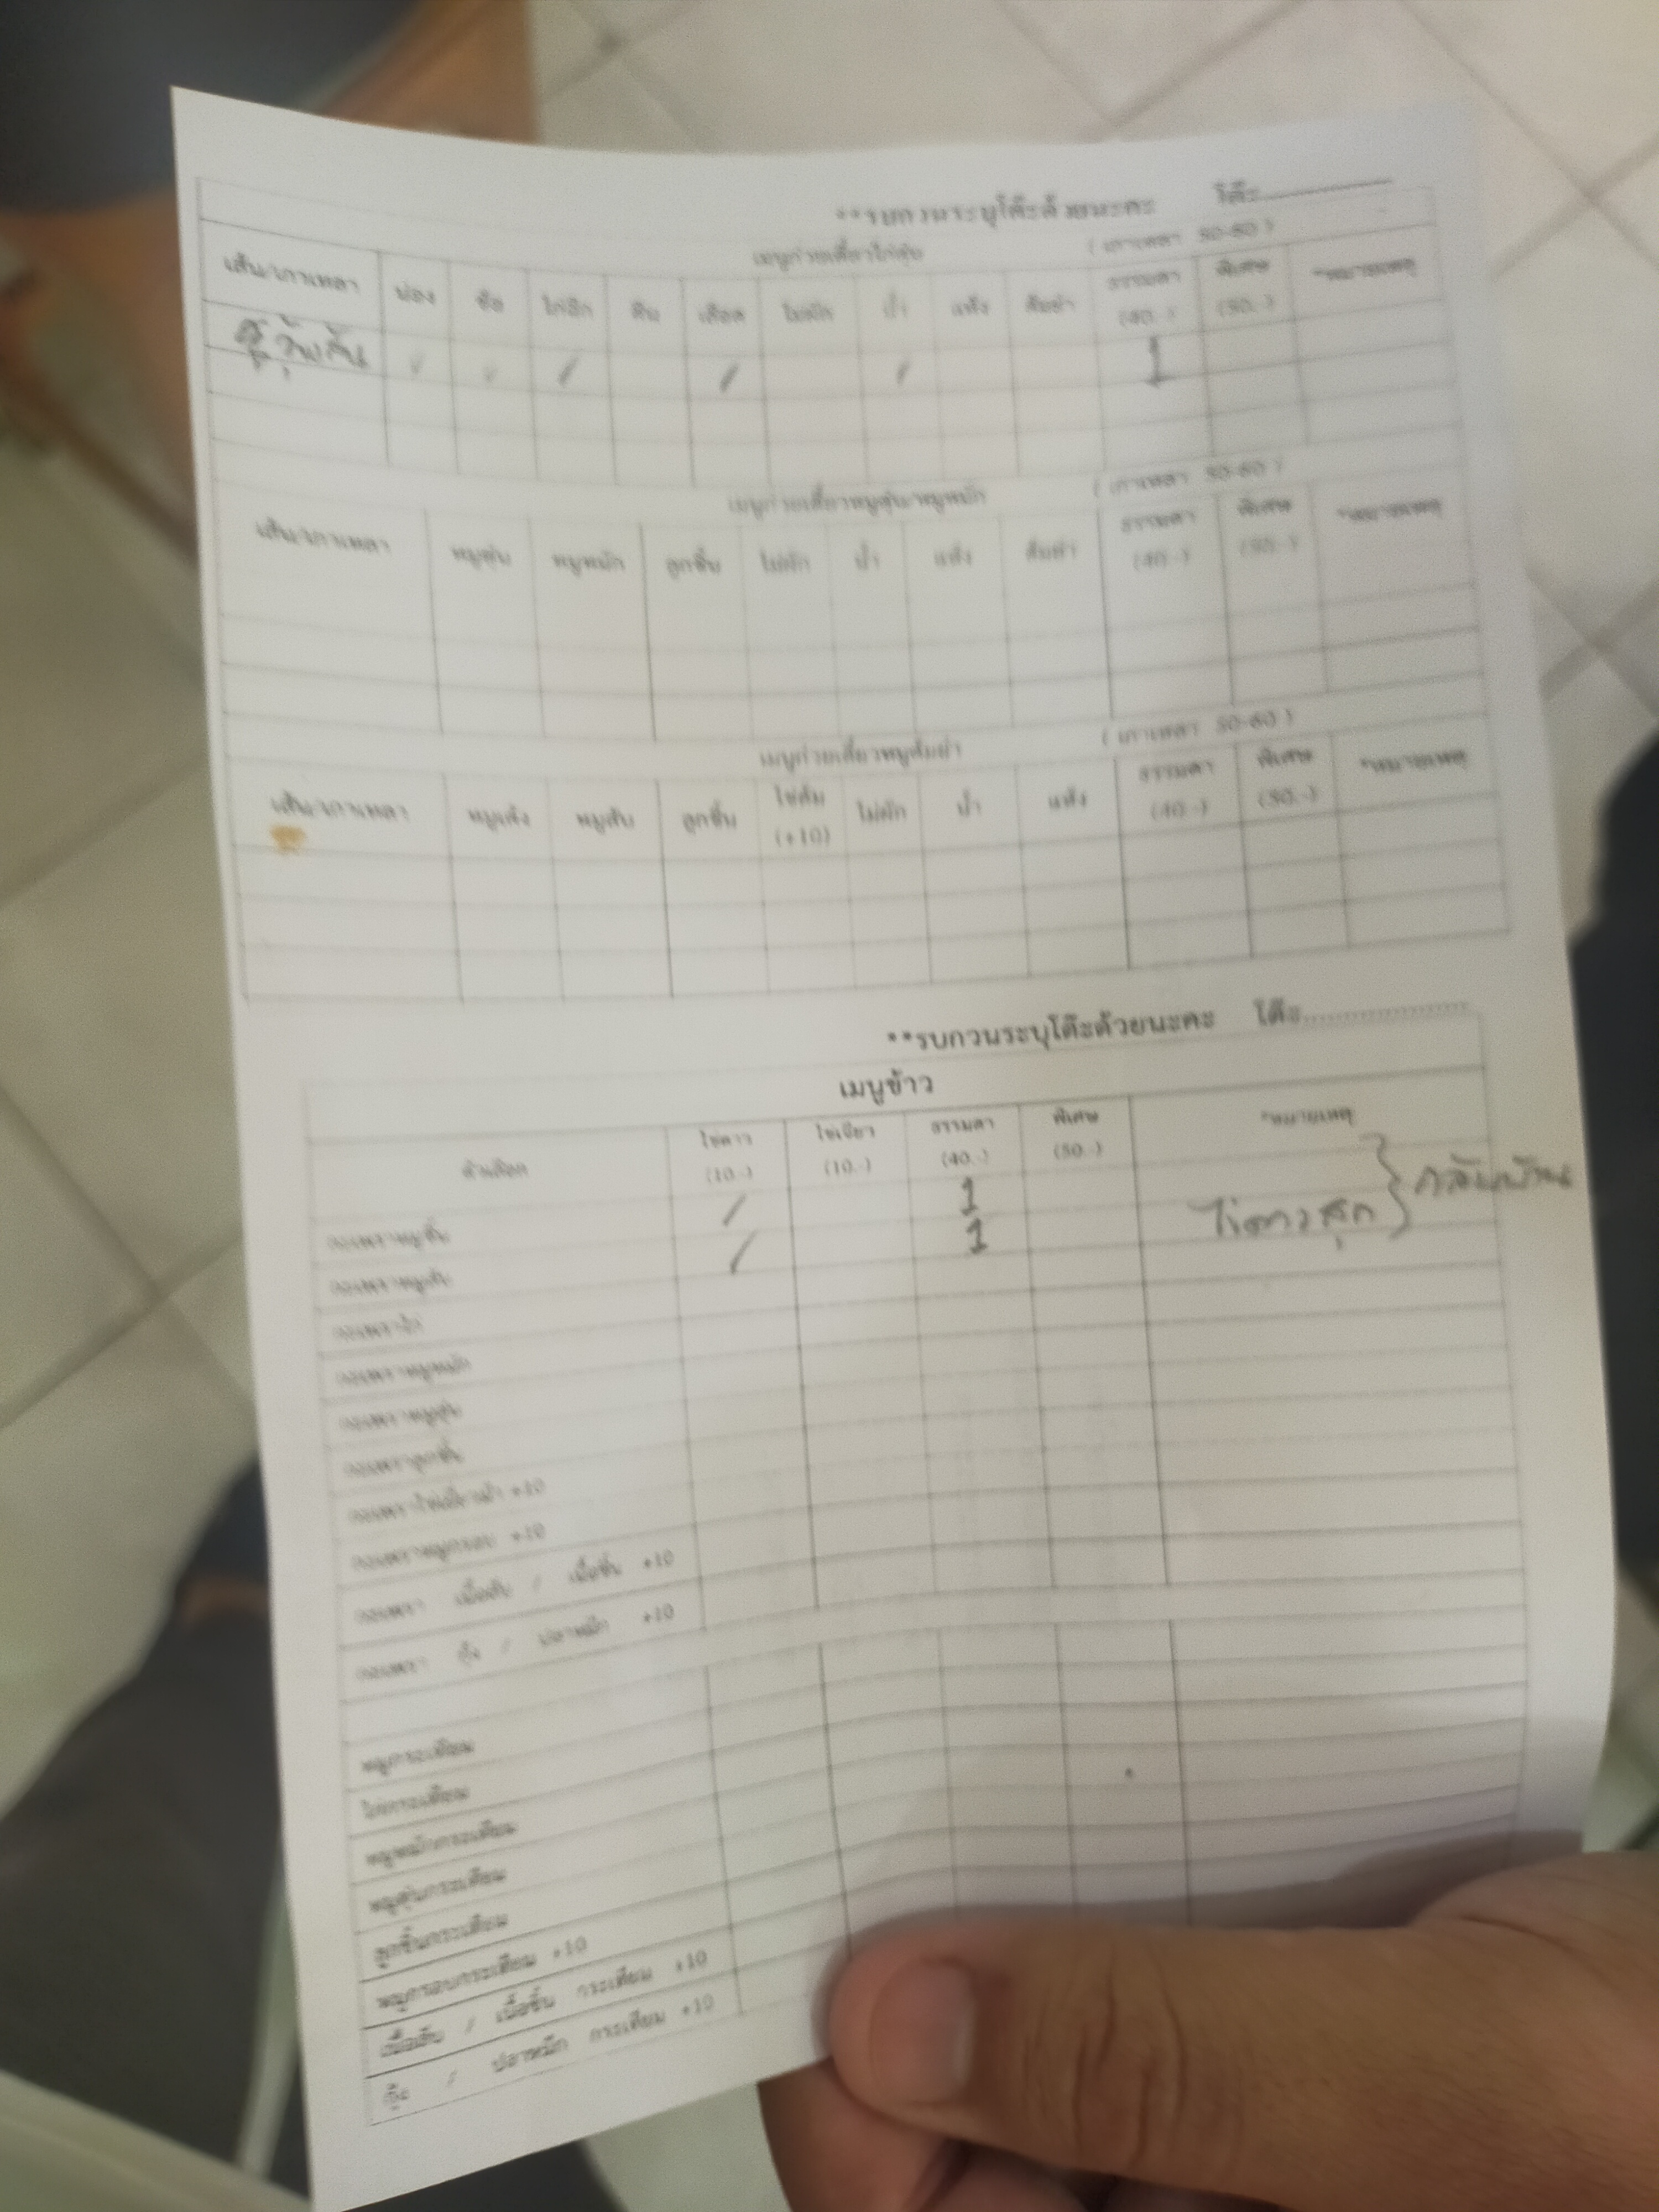 **รบกวนระบุโต๊ะด้วยนะคะ โต๊ะ....................
เมนูก๋วยเตี๋ยวไก่ตุ๋น (เกาเหลา 50-60)
เส้น/เกาเหลา น่อง ข้อ ไก่ฉีก ตีน เลือด ไม่ผัก น้ำ แห้ง ต้มยำ ธรรมดา (40.-) พิเศษ (50.-) *หมายเหตุ
วุ้นเส้น / / / 1
เมนูก๋วยเตี๋ยวหมูตุ๋น/หมูหมัก (เกาเหลา 50-60)
เส้น/เกาเหลา หมูตุ๋น หมูหมัก ลูกชิ้น ไม่ผัก น้ำ แห้ง ต้มยำ ธรรมดา (40.-) พิเศษ (50.-) *หมายเหตุ
เมนูก๋วยเตี๋ยวหมูต้มยำ (เกาเหลา 50-60)
เส้น/เกาเหลา หมูเด้ง หมูสับ ลูกชิ้น ไข่ต้ม (+10) ไม่ผัก น้ำ แห้ง ธรรมดา (40.-) พิเศษ (50.-) *หมายเหตุ
**รบกวนระบุโต๊ะด้วยนะคะ โต๊ะ....................
เมนูข้าว
ตัวเลือก ไข่ดาว (10.-) ไข่เจียว (10.-) ธรรมดา (40.-) พิเศษ (50.-) *หมายเหตุ
กะเพราหมูชิ้น / 1 กลับบ้าน
กะเพราหมูสับ / 1 ไข่ดาวสุก
กะเพราไก่
กะเพราหมูหมัก
กะเพราหมูตุ๋น
กะเพราลูกชิ้น
กะเพราไข่เยี่ยวม้า +10
กะเพราหมูกรอบ +10
กะเพรา เนื้อสับ / เนื้อชิ้น +10
กะเพรา กุ้ง / ปลาหมึก +10
หมูกระเทียม
ไก่กระเทียม
หมูหมักกระเทียม
หมูตุ๋นกระเทียม
ลูกชิ้นกระเทียม
หมูกรอบกระเทียม +10
เนื้อสับ / เนื้อชิ้น กระเทียม +10
กุ้ง / ปลาหมึก กระเทียม +10